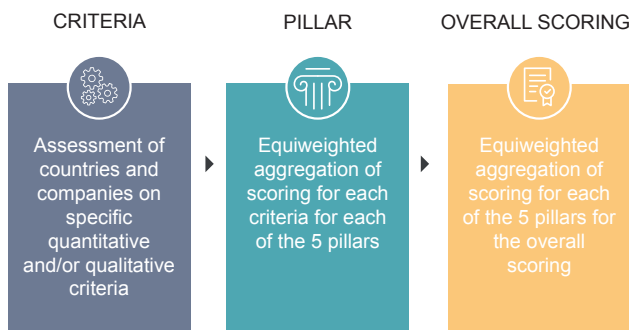 CRITERIA
PILLAR
OVERALL SCORING
Assessment of
countries and
companies on
specific
quantitative
and/or qualitative
criteria
Equiweighted
aggregation of
scoring for each
criteria for each
of the 5 pillars
Equiweighted
aggregation of
scoring for each
of the 5 pillars for
the overall
scoring